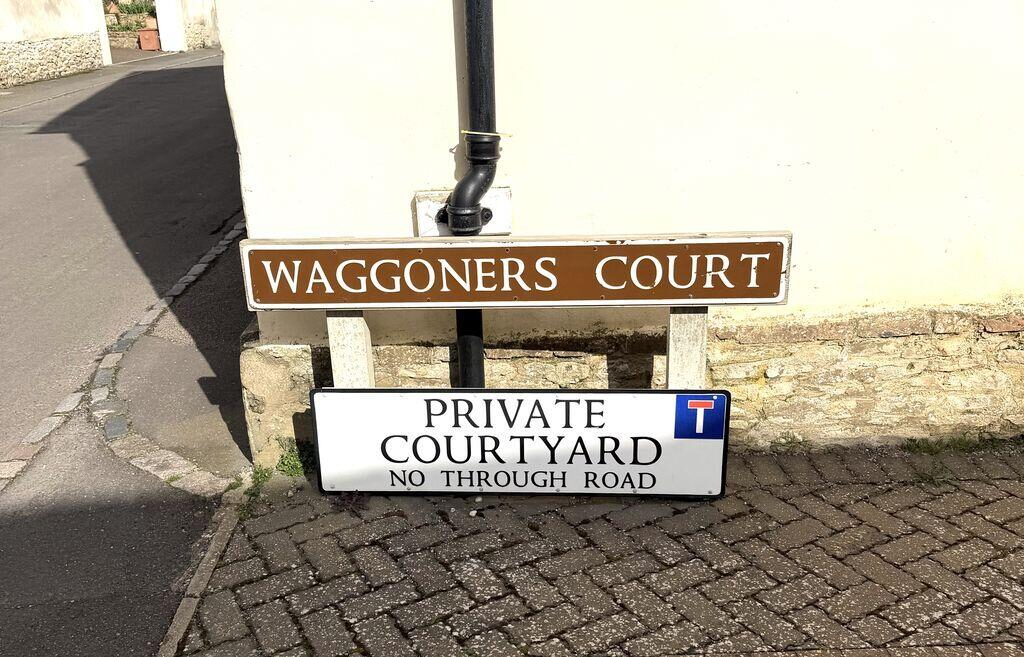 WAGGONERS COURT
PRIVATE
COURTYARD
NO THROUGH ROAD